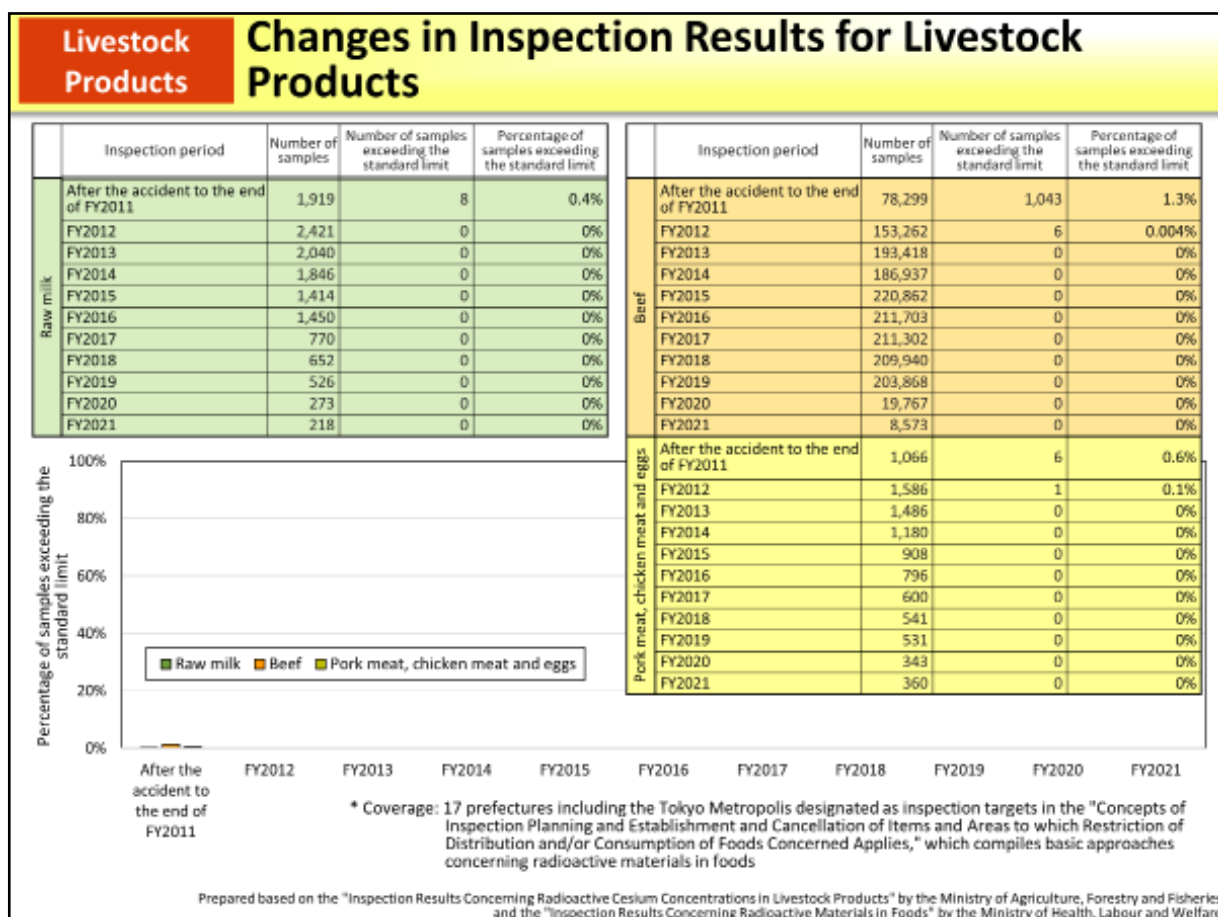 Livestock
Products
Changes in Inspection Results for Livestock
Products
Inspection period
Number of
samples
Number of samples
exceeding the
standard limit
Percentage of
samples exceeding
the standard limit
Raw milk
After the accident to the end
of FY2011
1,919 8 0.4%
FY2012 2,421 0 0%
FY2013 2,040 0 0%
FY2014 1,846 0 0%
FY2015 1,414 0 0%
FY2016 1,450 0 0%
FY2017 770 0 0%
FY2018 652 0 0%
FY2019 526 0 0%
FY2020 273 0 0%
FY2021 218 0 0%
Inspection period
Number of
samples
Number of samples
exceeding the
standard limit
Percentage of
samples exceeding
the standard limit
Beef
After the accident to the end
of FY2011
78,299 1,043 1.3%
FY2012 153,262 6 0.004%
FY2013 193,418 0 0%
FY2014 186,937 0 0%
FY2015 220,862 0 0%
FY2016 211,703 0 0%
FY2017 211,302 0 0%
FY2018 209,940 0 0%
FY2019 203,868 0 0%
FY2020 19,767 0 0%
FY2021 8,573 0 0%
Pork meat, chicken meat and eggs
After the accident to the end
of FY2011
1,066 6 0.6%
FY2012 1,586 1 0.1%
FY2013 1,486 0 0%
FY2014 1,180 0 0%
FY2015 908 0 0%
FY2016 796 0 0%
FY2017 600 0 0%
FY2018 541 0 0%
FY2019 531 0 0%
FY2020 343 0 0%
FY2021 360 0 0%
Percentage of samples exceeding the
standard limit
100%
80%
60%
40%
20%
0%
Raw milk Beef Pork meat, chicken meat and eggs
After the
accident to
the end of
FY2011
FY2012 FY2013 FY2014 FY2015 FY2016 FY2017 FY2018 FY2019 FY2020 FY2021
* Coverage: 17 prefectures including the Tokyo Metropolis designated as inspection targets in the "Concepts of
Inspection Planning and Establishment and Cancellation of Items and Areas to which Restriction of
Distribution and/or Consumption of Foods Concerned Applies," which compiles basic approaches
concerning radioactive materials in foods
Prepared based on the "Inspection Results Concerning Radioactive Cesium Concentrations in Livestock Products" by the Ministry of Agriculture, Forestry and Fisheries
and the "Inspection Results Concerning Radioactive Materials in Foods" by the Ministry of Health, Labour and Welfar